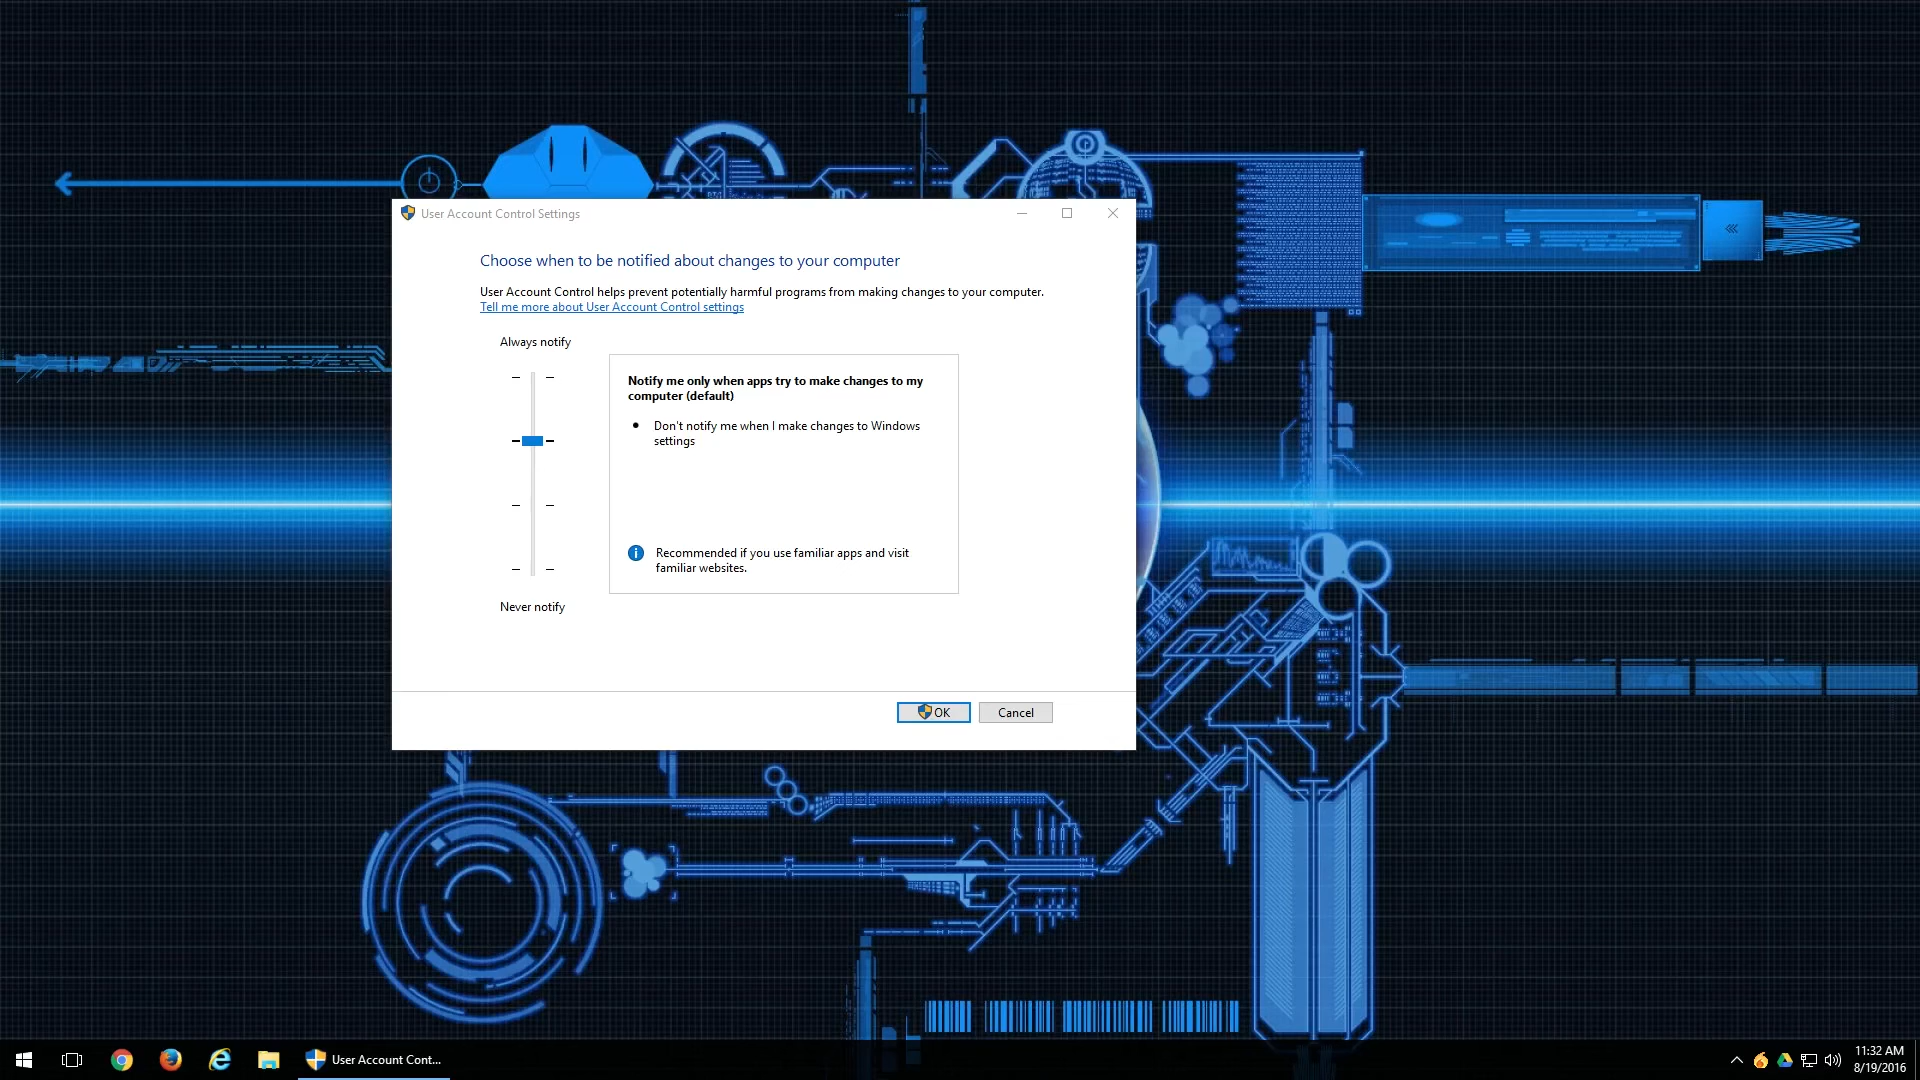 User Account Control Settings
Choose when to be notified about changes to your computer
User Account Control helps prevent potentially harmful programs from making changes to your computer.
Tell me more about User Account Control settings
Always notify
Notify me only when apps try to make changes to my
computer (default)
Don't notify me when I make changes to Windows
settings
Recommended if you use familiar apps and visit
familiar websites.
Never notify
OK
Cancel
User Account Cont...
11:32 AM
8/19/2016